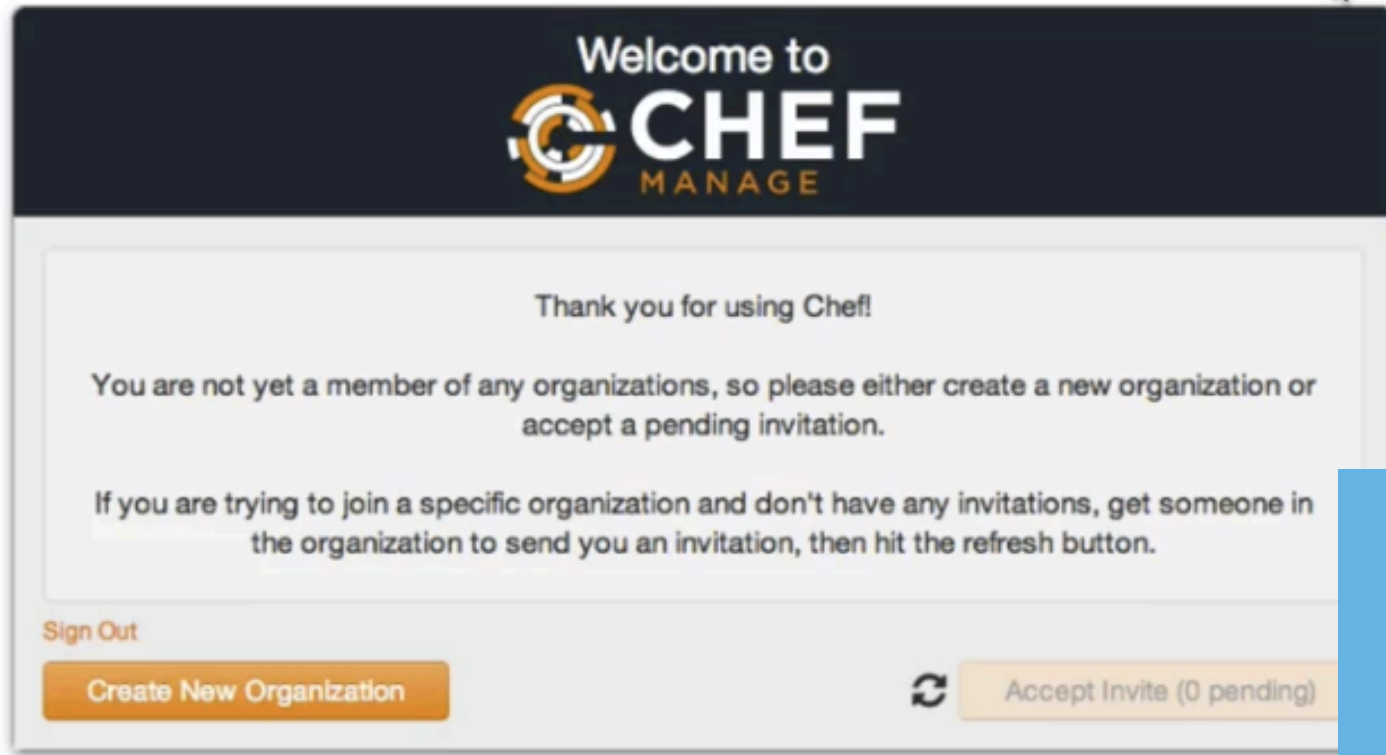 Welcome to
CHEF
MANAGE
Thank you for using Chef!
You are not yet a member of any organizations, so please either create a new organization or
accept a pending invitation.
If you are trying to join a specific organization and don't have any invitations, get someone in
the organization to send you an invitation, then hit the refresh button.
Sign Out
Create New Organization
Accept Invite (0 pending)